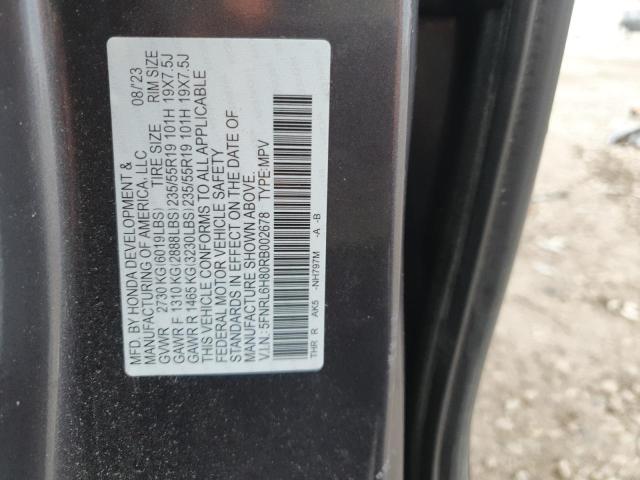 MFD. BY HONDA DEVELOPMENT & 08/'23
MANUFACTURING OF AMERICA, LLC
TIRE SIZE RIM SIZE
GVWR 2730 KG(6019LBS)
GAWR F 1310 KG(2888LBS) 235/55R19 101H 19X7.5J
GAWR R 1465 KG(3230LBS) 235/55R19 101H 19X7.5J
THIS VEHICLE CONFORMS TO ALL APPLICABLE
FEDERAL MOTOR VEHICLE SAFETY
STANDARDS IN EFFECT ON THE DATE OF
MANUFACTURE SHOWN ABOVE.
V.I.N.: 5FNRL6H80RB002678 TYPE:MPV
THR R AK5 -NH797M -A -B